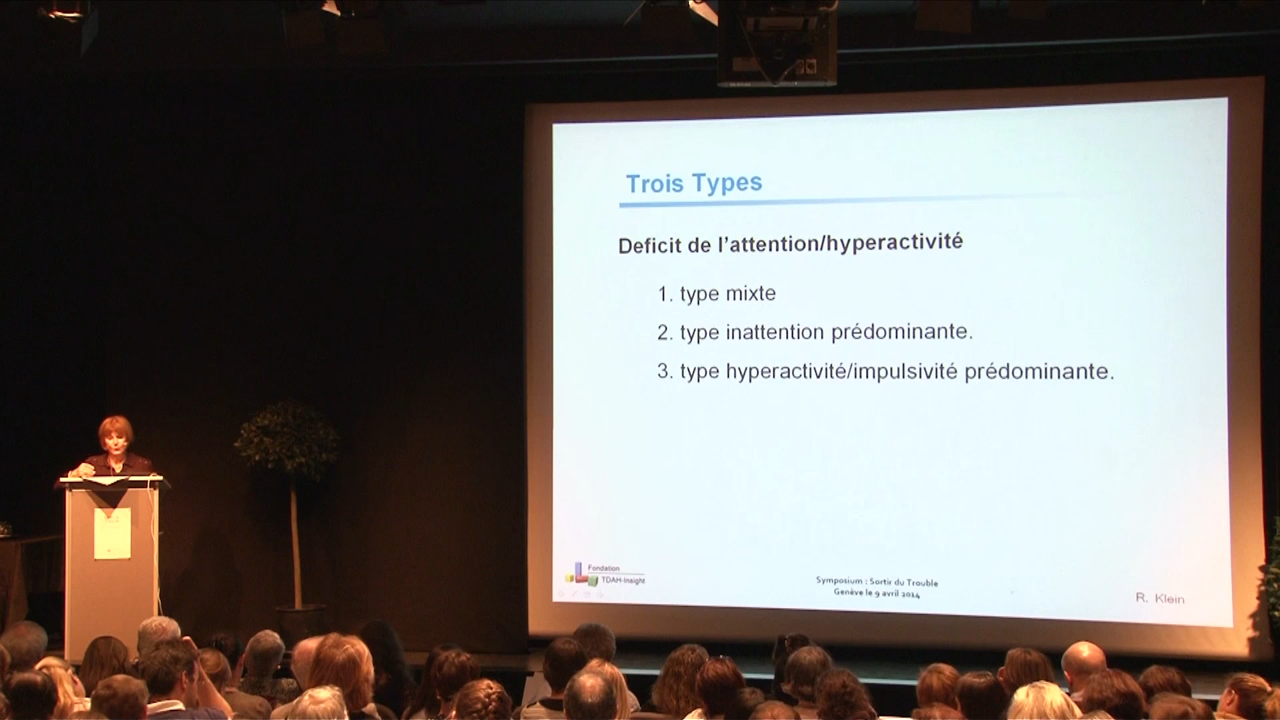 Trois Types
Deficit de l'attention/hyperactivité
1. type mixte
2. type inattention prédominante.
3. type hyperactivité/impulsivité prédominante.
Fondation
TDAH-Insight
Symposium : Sortir du Trouble
Genève le 9 avril 2014
R. Klein